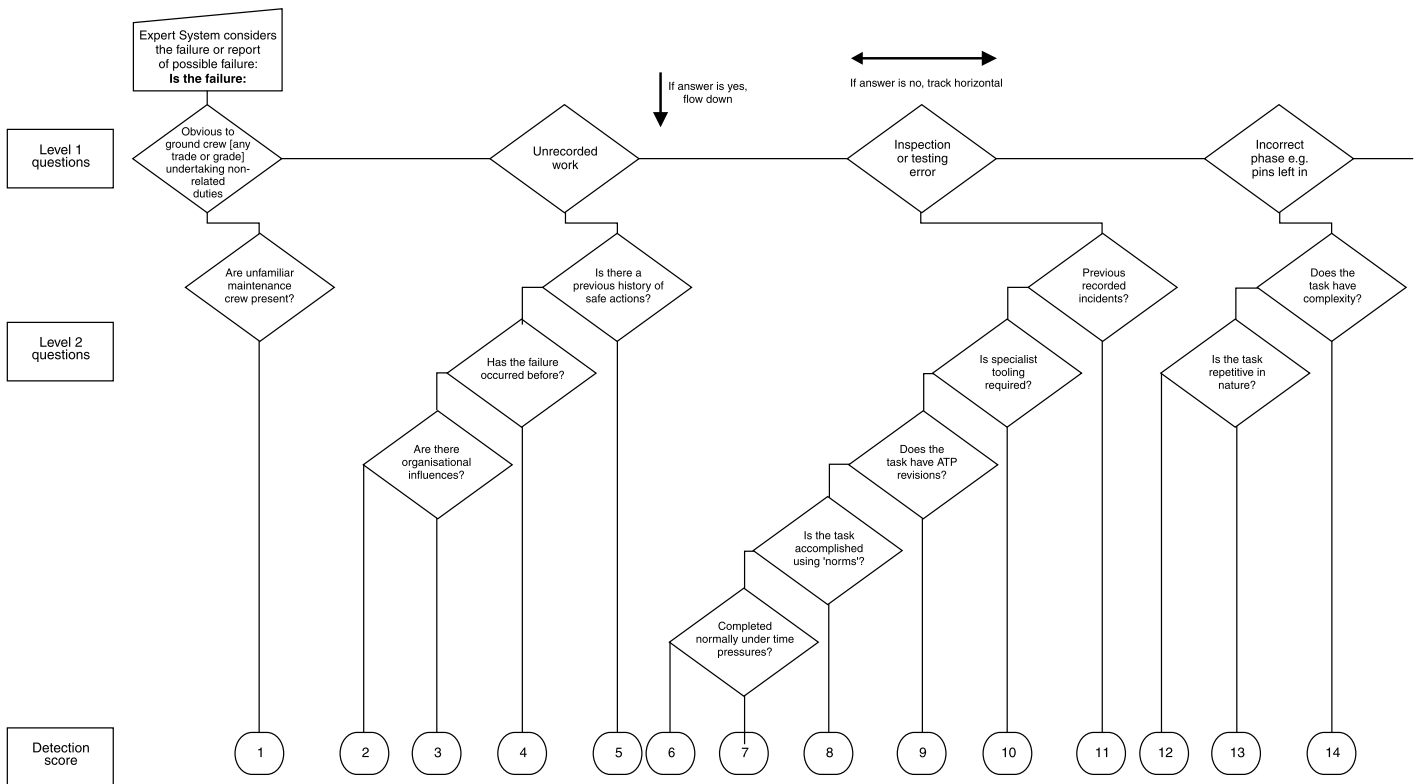 Expert System considers
the failure or report
of possible failure:
Is the failure:
If answer is yes,
flow down
If answer is no, track horizontal
Level 1
questions
Obvious to
ground crew [any
trade or grade]
undertaking non-
related
duties
Unrecorded
work
Inspection
or testing
error
Incorrect
phase e.g.
pins left in
Level 2
questions
Are unfamiliar
maintenance
crew present?
Is there a
previous history of
safe actions?
Has the failure
occurred before?
Are there
organisational
influences?
Previous
recorded
incidents?
Is specialist
tooling
required?
Does the
task have ATP
revisions?
Is the task
accomplished
using 'norms'?
Completed
normally under time
pressures?
Does the
task have
complexity?
Is the task
repetitive in
nature?
Detection
score
1
2
3
4
5
6
7
8
9
10
11
12
13
14